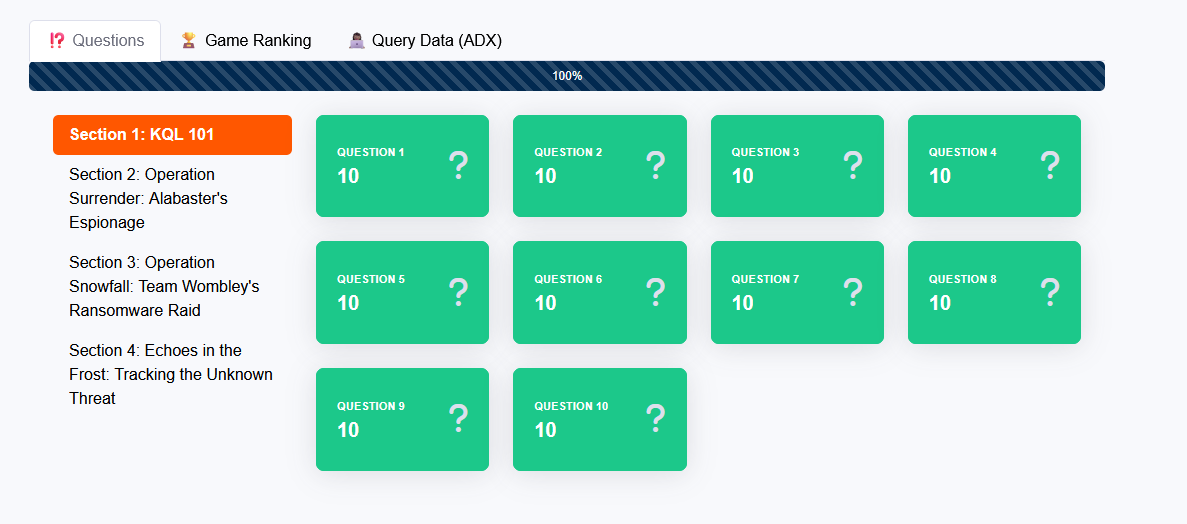 ⁉ Questions
Game Ranking
Query Data (ADX)
100%
Section 1: KQL 101
Section 2: Operation
Surrender: Alabaster's
Espionage
Section 3: Operation
Snowfall: Team Wombley's
Ransomware Raid
Section 4: Echoes in the
Frost: Tracking the Unknown
Threat
QUESTION 1
10
?
QUESTION 2
10
?
QUESTION 3
10
?
QUESTION 4
10
?
QUESTION 5
10
?
QUESTION 6
10
?
QUESTION 7
10
?
QUESTION 8
10
?
QUESTION 9
10
?
QUESTION 10
10
?